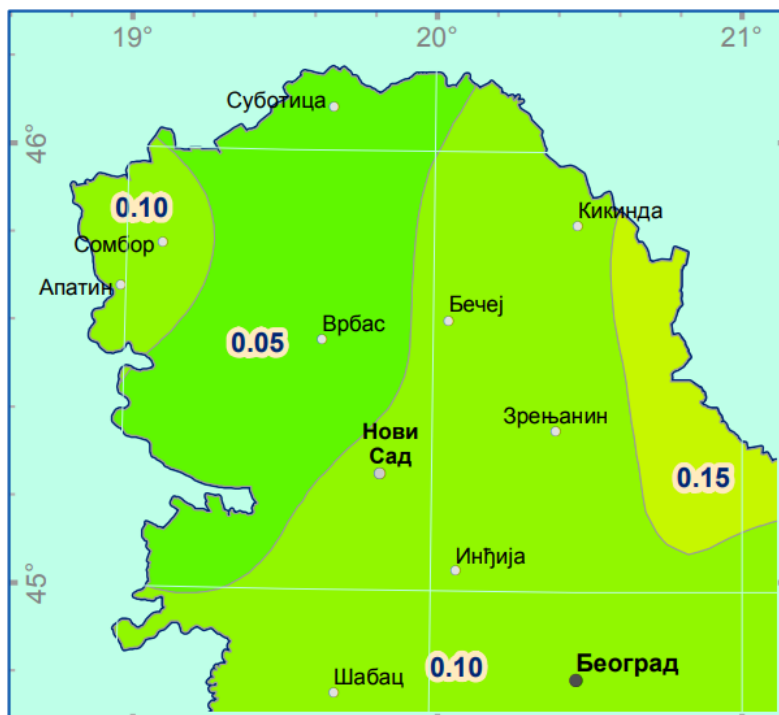 19°
20°
21°
46°
Суботица
0.10
Кикинда
Сомбор
Апатин
Бечеј
Врбас
0.05
Зрењанин
Нови
Сад
0.15
Инђија
45°
0.10
Београд
Шабац